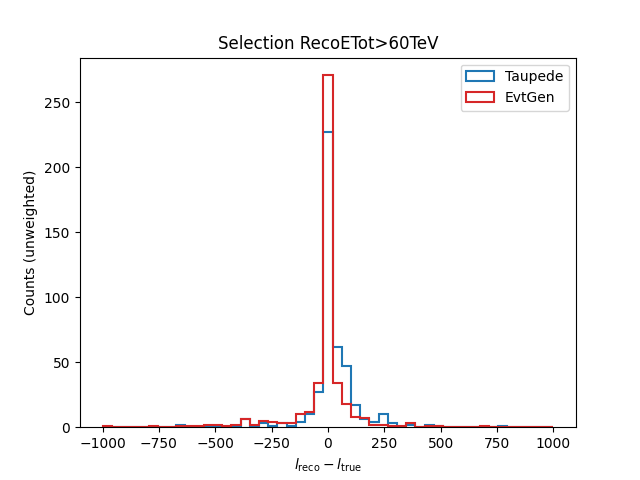 Selection RecoETot>60TeV
Taupede
EvtGen
Counts (unweighted)
250
200
150
100
50
0
−1000 −750 −500 −250 0 250 500 750 1000
l_reco − l_true